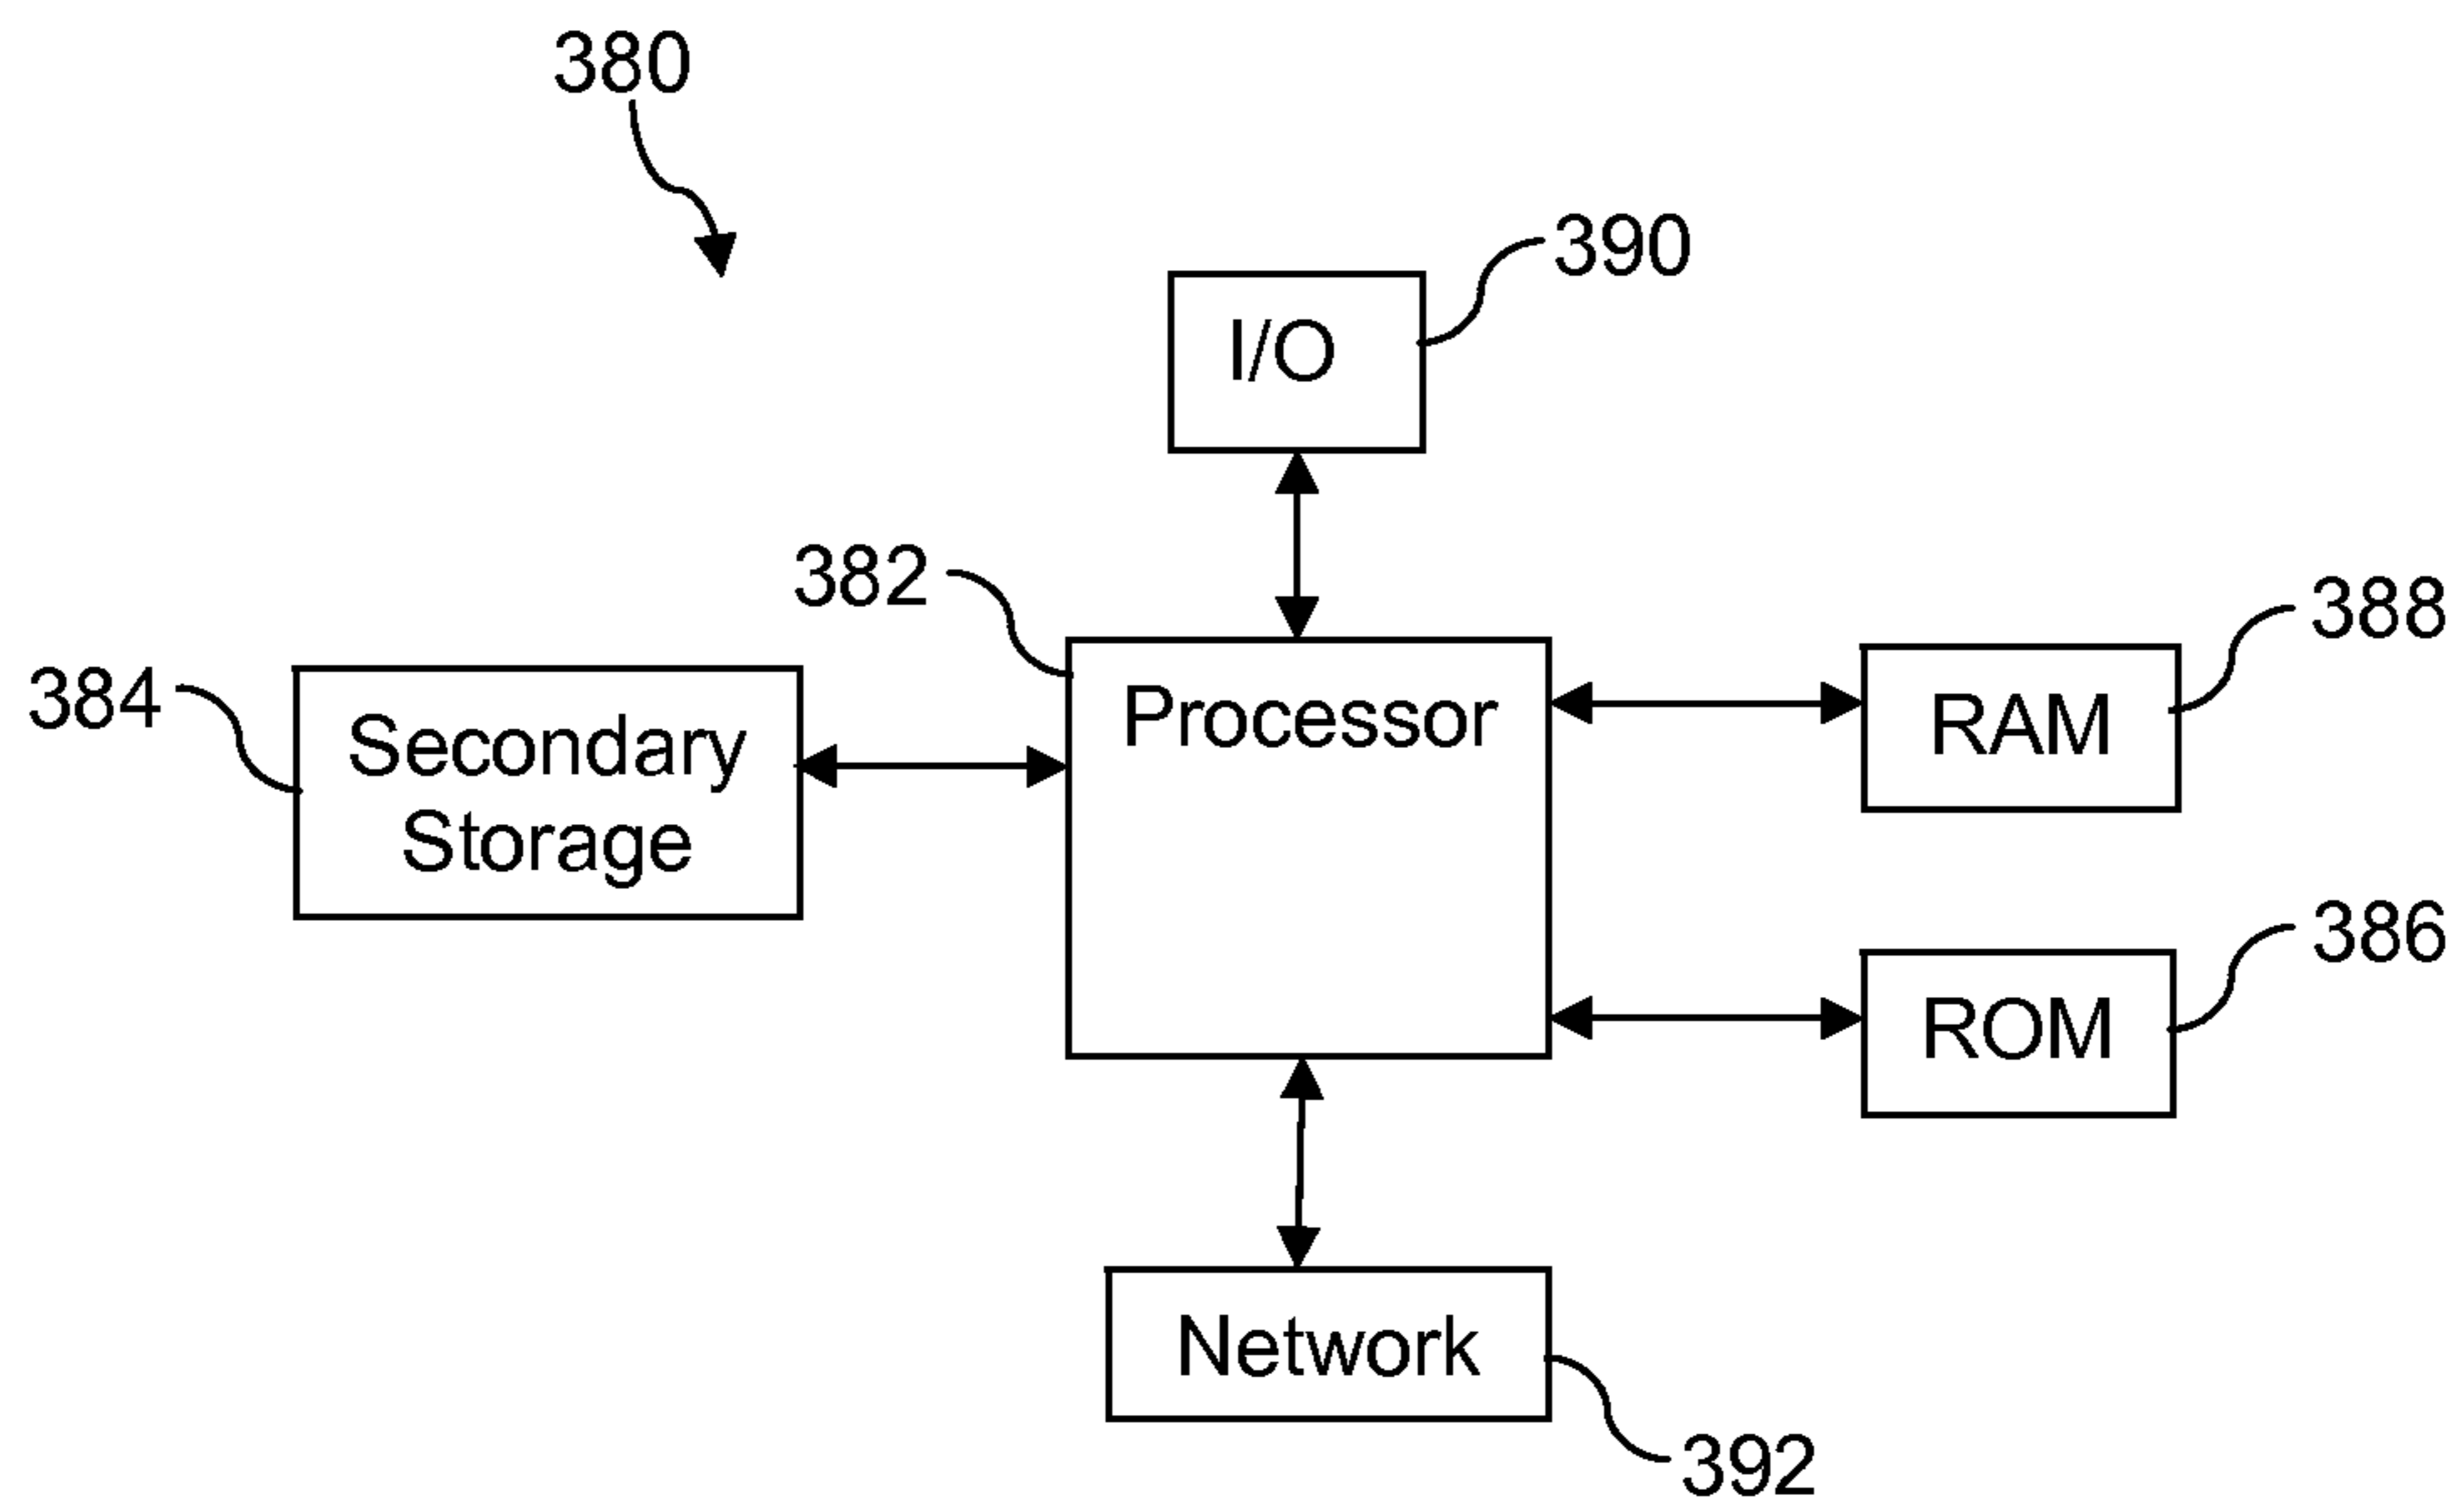 380
390
I/O
382
388
384
Processor
RAM
Secondary
Storage
386
ROM
Network
392